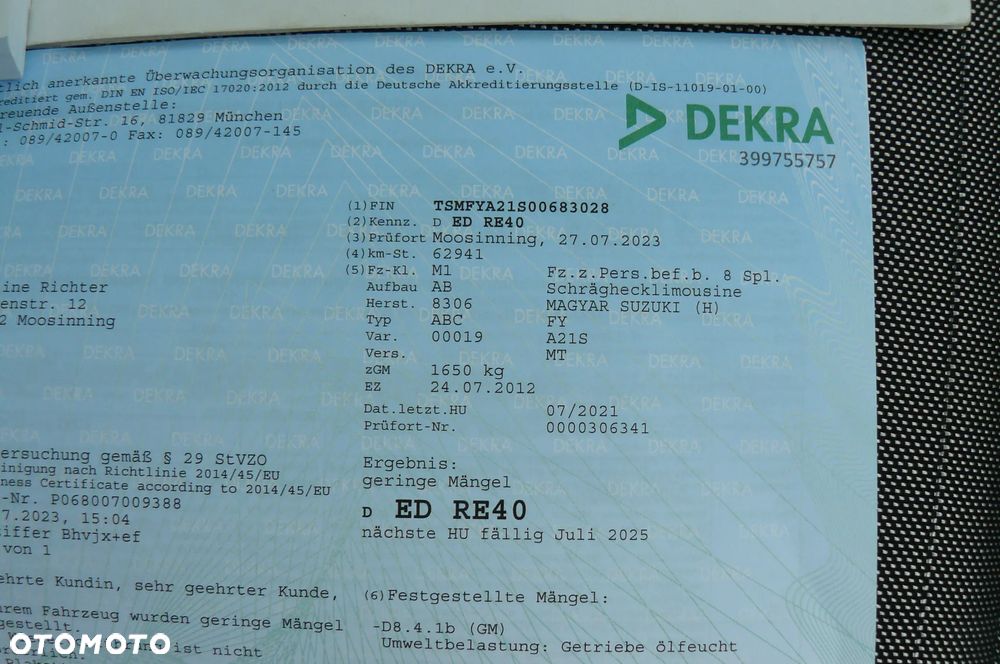 tlich anerkannte Überwachungsorganisation des DEKRA e.V.
reditiert gem. DIN EN ISO/IEC 17020:2012 durch die Deutsche Akkreditierungsstelle (D-IS-11019-01-00)
reuende Außenstelle:
l-Schmid-Str. 16, 81829 München
: 089/42007-0 Fax: 089/42007-145
DEKRA
399755757
(1) FIN TSMFYA21S00683028
(2) Kennz. D ED RE40
(3) Prüfort Moosinning, 27.07.2023
(4) km-St. 62941
(5) Fz-Kl. M1 Fz.z.Pers.bef.b. 8 Spl.
Aufbau AB Schräghecklimousine
Herst. 8306 MAGYAR SUZUKI (H)
Typ ABC FY
Var. 00019 A21S
Vers. MT
zGM 1650 kg
EZ 24.07.2012
Dat.letzt.HU 07/2021
Prüfort-Nr. 0000306341
ine Richter
enstr. 12
2 Moosinning
ersuchung gemäß § 29 StVZO
inigung nach Richtlinie 2014/45/EU
ness Certificate according to 2014/45/EU
-Nr. P068007009388
7.2023, 15:04
iffer Bhvjx+ef
von 1
Ergebnis:
geringe Mängel
D ED RE40
nächste HU fällig Juli 2025
ehrte Kundin, sehr geehrter Kunde,
rem Fahrzeug wurden geringe Mängel
gestellt.
ist nicht
(6) Festgestellte Mängel:
-D8.4.1b (GM)
Umweltbelastung: Getriebe ölfeucht
OTOMOTO